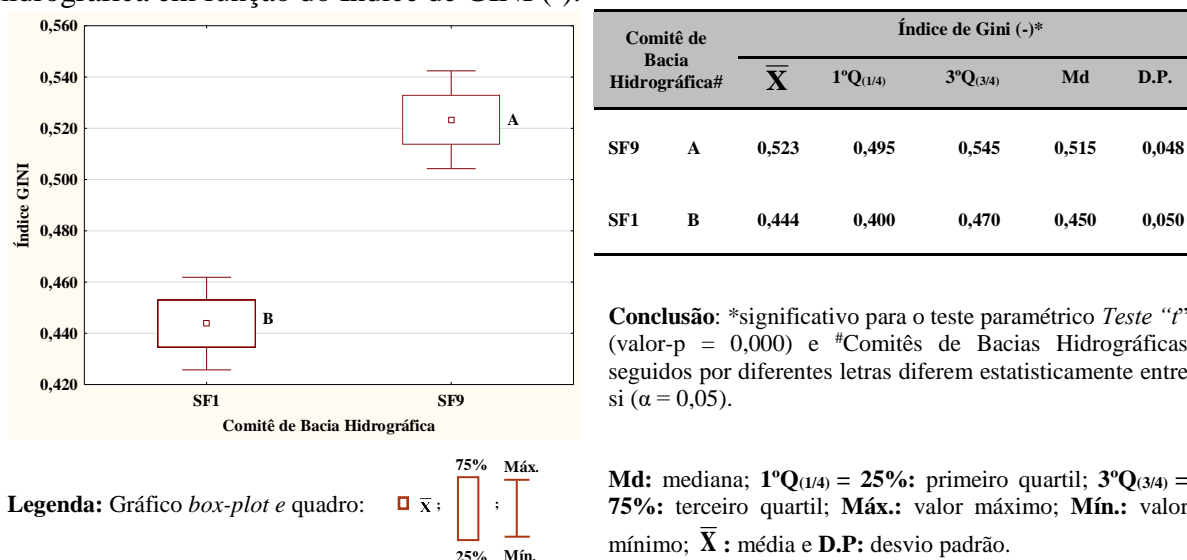 hidrográfica em função do índice de GINI (-).
0,560
0,540
0,520
0,500
0,480
0,460
0,440
0,420
Índice GINI
A
B
SF1 SF9
Comitê de Bacia Hidrográfica
Comitê de Bacia Hidrográfica#
Índice de Gini (-)*
X 1ºQ(1/4) 3ºQ(3/4) Md D.P.
SF9 A 0,523 0,495 0,545 0,515 0,048
SF1 B 0,444 0,400 0,470 0,450 0,050
Conclusão: *significativo para o teste paramétrico Teste “t”
(valor-p = 0,000) e #Comitês de Bacias Hidrográficas
seguidos por diferentes letras diferem estatisticamente entre
si (α = 0,05).
Legenda: Gráfico box-plot e quadro: X ; 75% 25% ; Máx. Mín.
Md: mediana; 1ºQ(1/4) = 25%: primeiro quartil; 3ºQ(3/4) =
75%: terceiro quartil; Máx.: valor máximo; Mín.: valor
mínimo; X : média e D.P: desvio padrão.